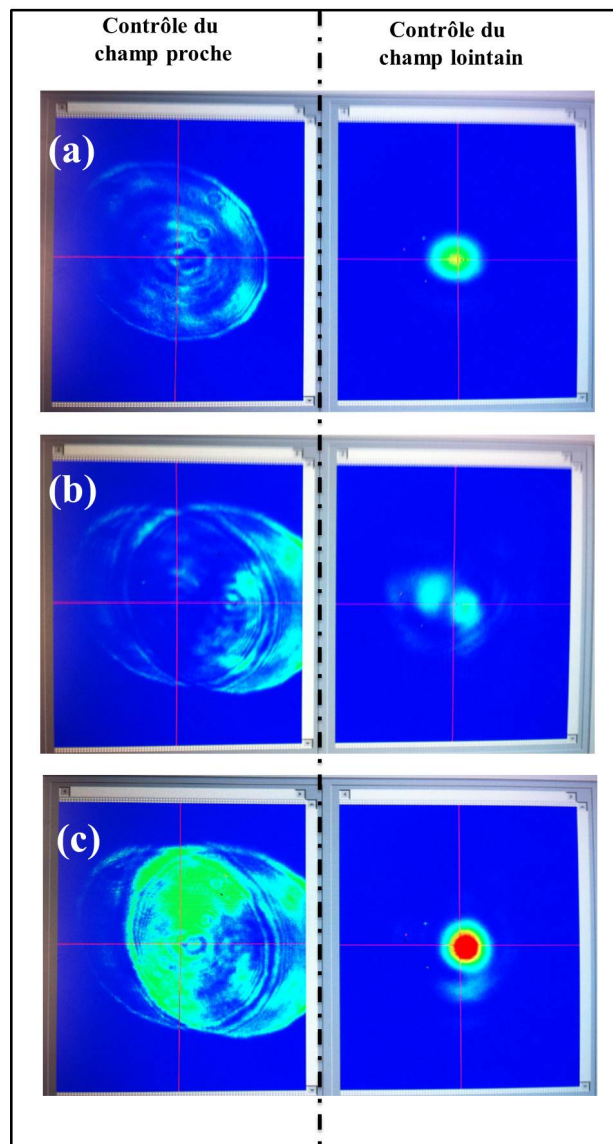 Contrôle du
champ proche
Contrôle du
champ lointain
(a)
(b)
(c)